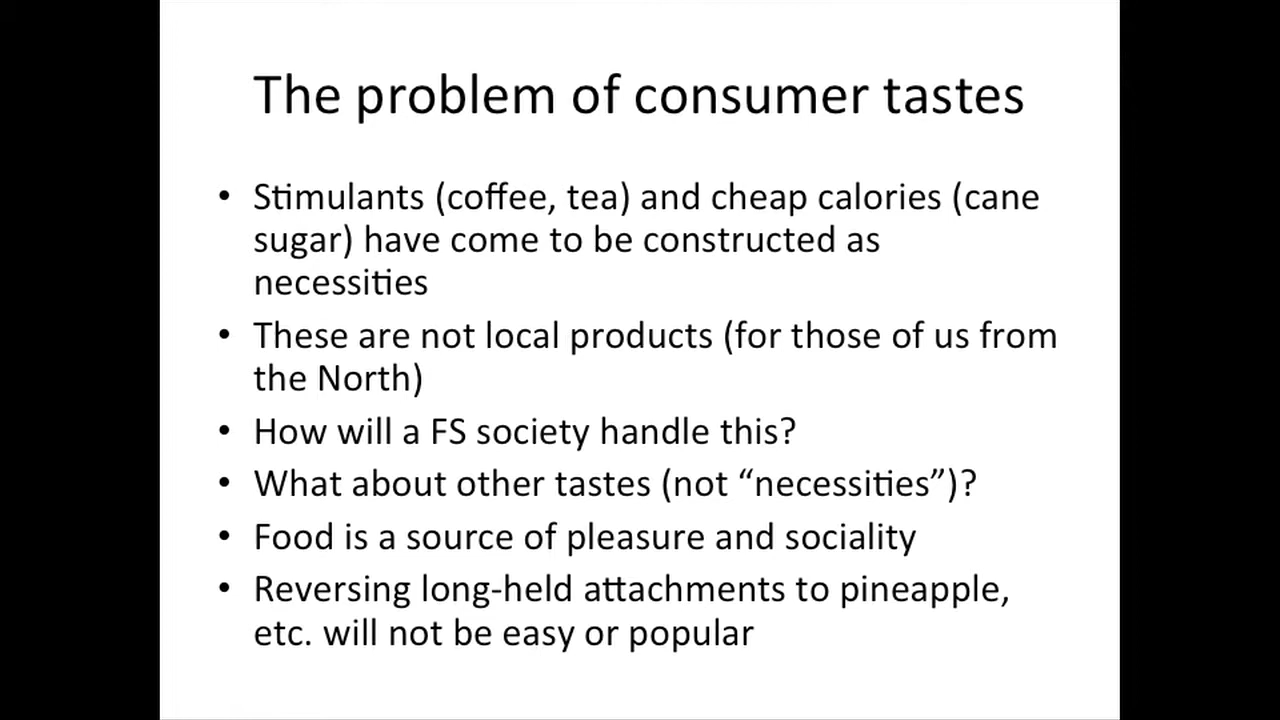 The problem of consumer tastes
• Stimulants (coffee, tea) and cheap calories (cane
sugar) have come to be constructed as
necessities
• These are not local products (for those of us from
the North)
• How will a FS society handle this?
• What about other tastes (not “necessities”)?
• Food is a source of pleasure and sociality
• Reversing long-held attachments to pineapple,
etc. will not be easy or popular